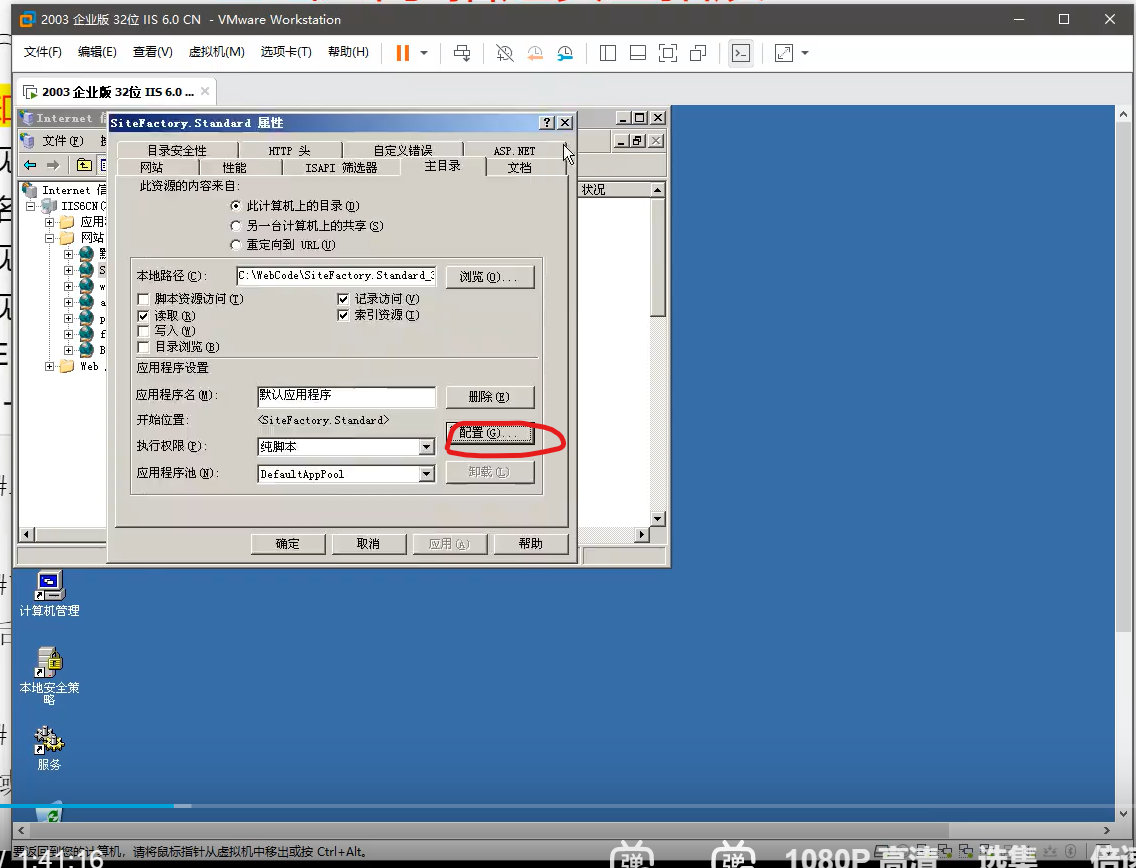 2003 企业版 32位 IIS 6.0 CN - VMware Workstation
文件(F) 编辑(E) 查看(V) 虚拟机(M) 选项卡(T) 帮助(H)
2003 企业版 32位 IIS 6.0 ...
Internet
SiteFactory.Standard 属性
文件(F)
目录安全性 HTTP 头 自定义错误 ASP.NET
网站 性能 ISAPI 筛选器 主目录 文档
状况
Internet 信
IIS6CN(
应用
网站
Web
此资源的内容来自:
此计算机上的目录(D)
另一台计算机上的共享(S)
重定向到 URL(U)
本地路径(C): C:\WebCode\SiteFactory.Standard_ 浏览(O)...
脚本资源访问(T) 记录访问(V)
读取(R) 索引资源(I)
写入(W)
目录浏览(B)
应用程序设置
应用程序名(M): 默认应用程序 删除(E)
开始位置: <SiteFactory.Standard>
配置(G)...
执行权限(P): 纯脚本
应用程序池(N): DefaultAppPool 卸载(L)
确定 取消 应用(A) 帮助
计算机管理
本地安全策
略
服务
要返回到您的计算机，请将鼠标指针从虚拟机中移出或按 Ctrl+Alt。
/ 1:41:16 弹 弹 1080P 高清 选集 倍速